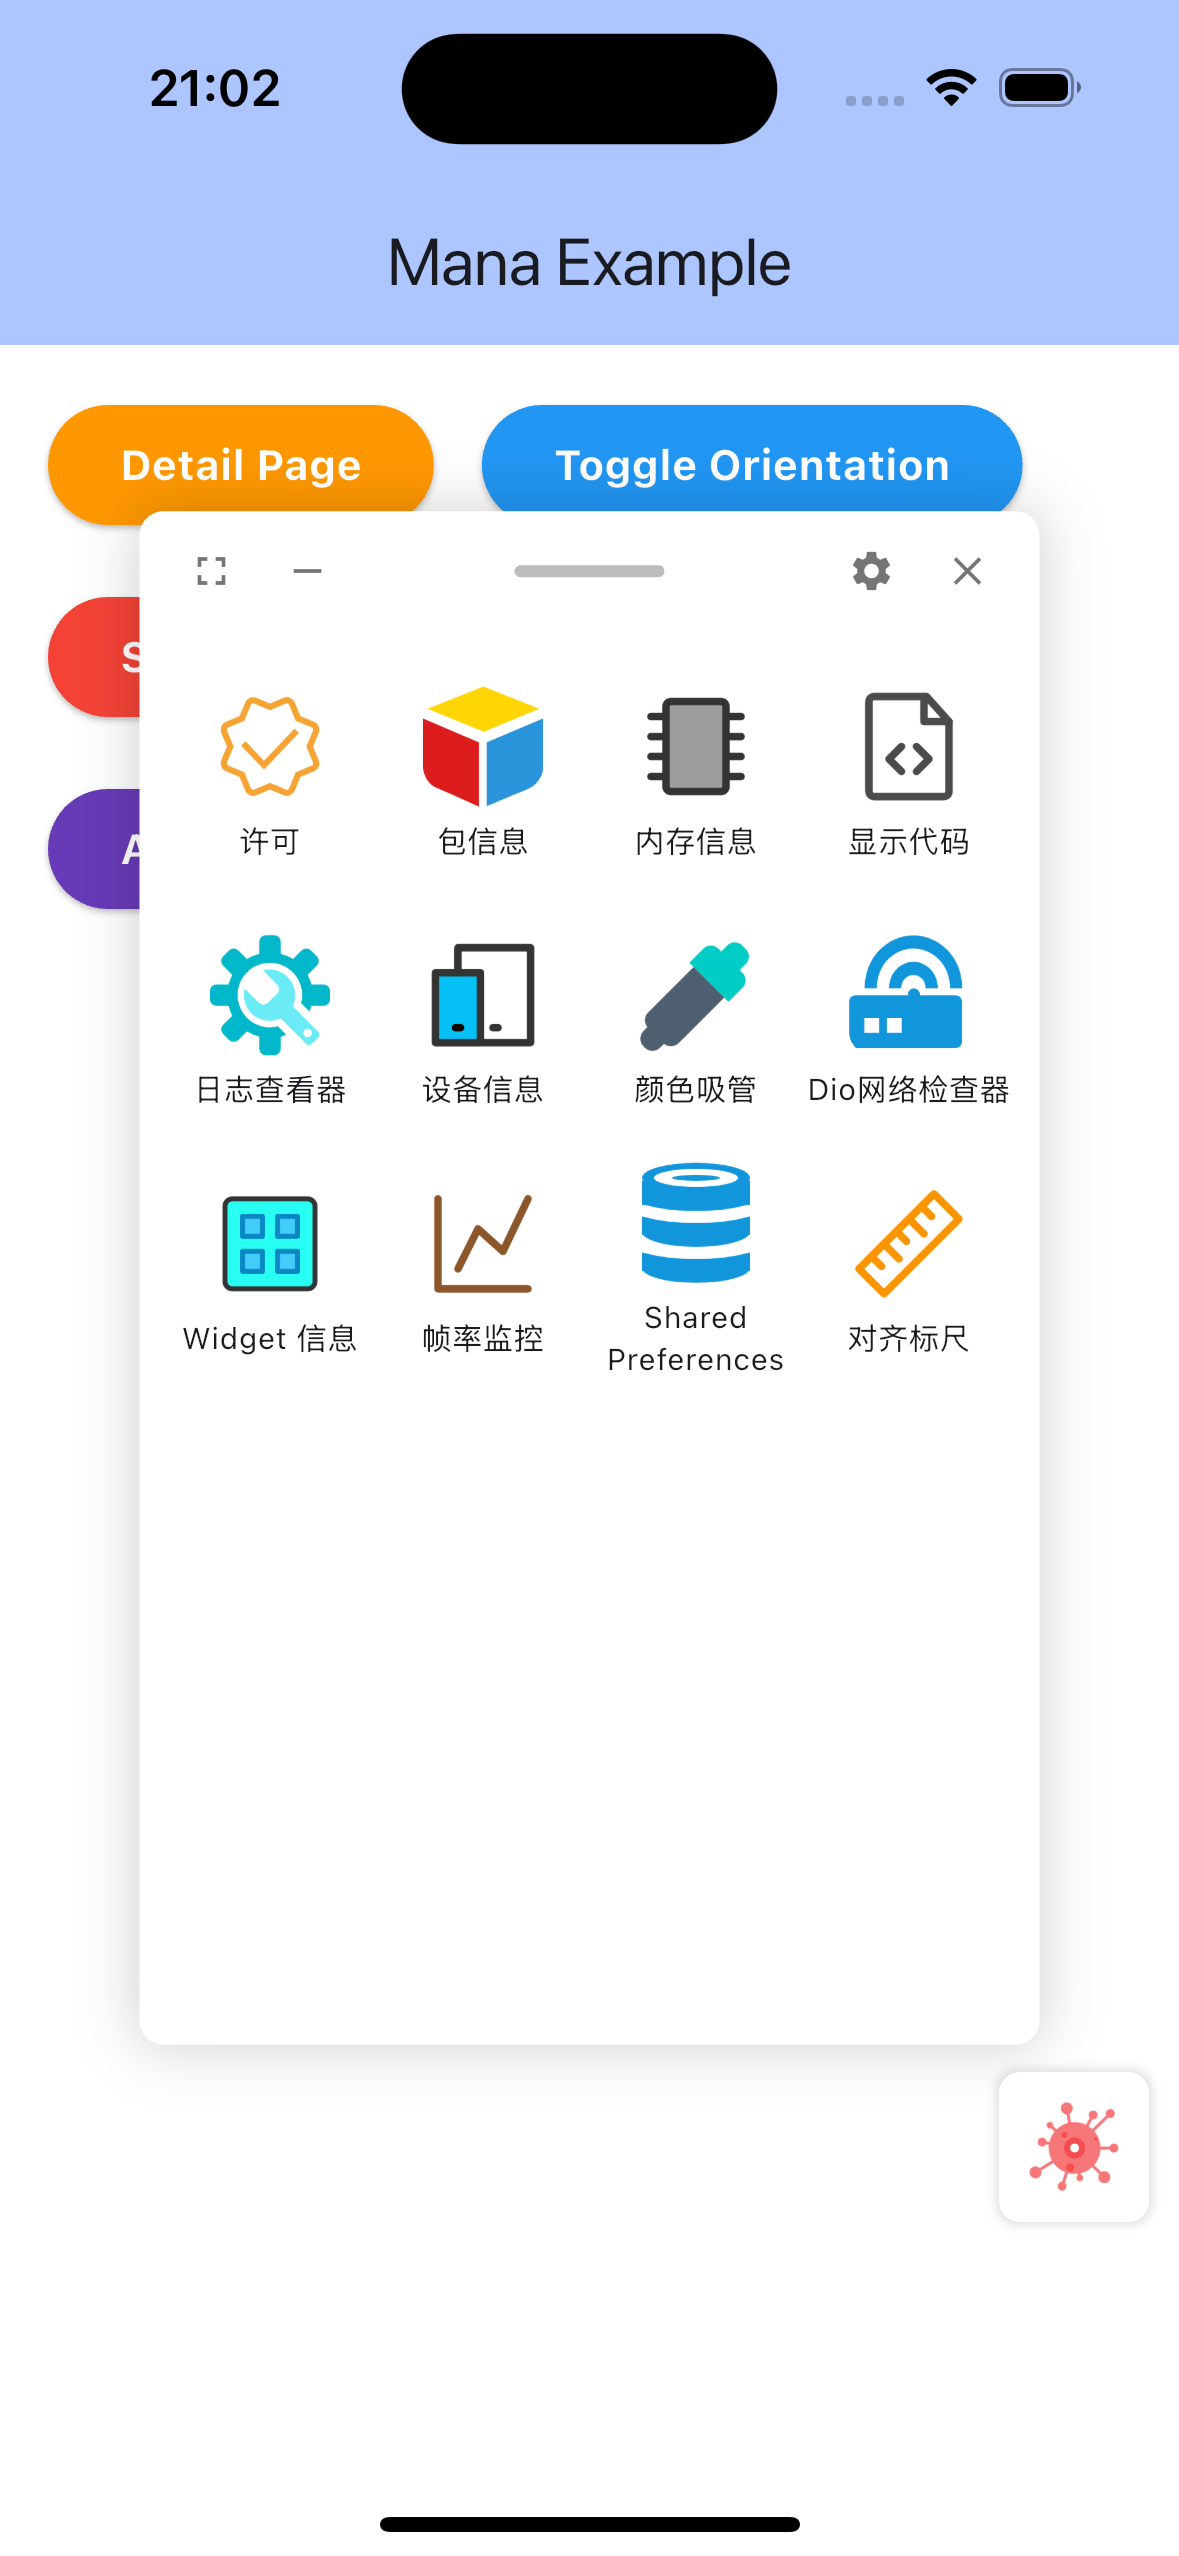 21:02
Mana Example
Detail Page
Toggle Orientation
许可
包信息
内存信息
显示代码
日志查看器
设备信息
颜色吸管
Dio网络检查器
Widget 信息
帧率监控
Shared
Preferences
对齐标尺